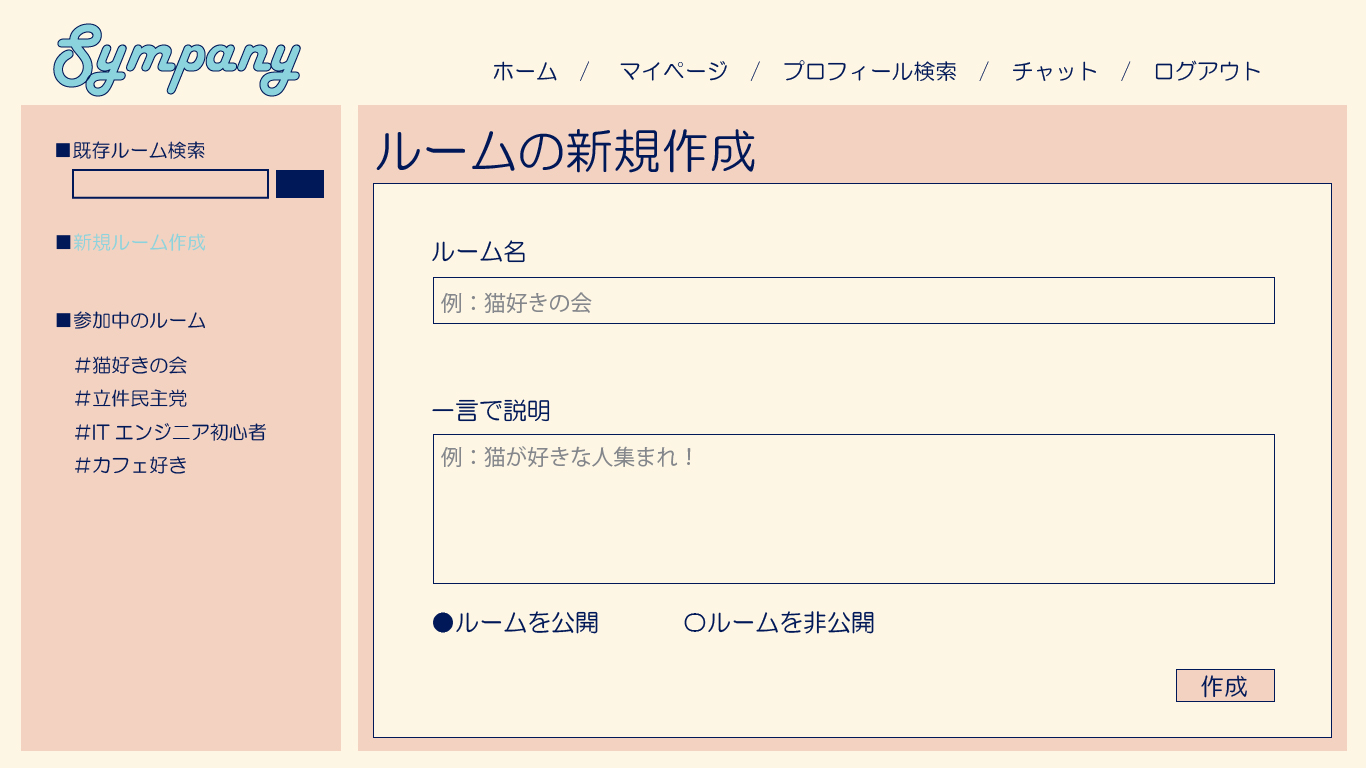 Sympany
ホーム / マイページ / プロフィール検索 / チャット / ログアウト
■既存ルーム検索
■新規ルーム作成
■参加中のルーム
#猫好きの会
#立件民主党
#IT エンジニア初心者
#カフェ好き
ルームの新規作成
ルーム名
例：猫好きの会
一言で説明
例：猫が好きな人集まれ！
●ルームを公開 〇ルームを非公開
作成